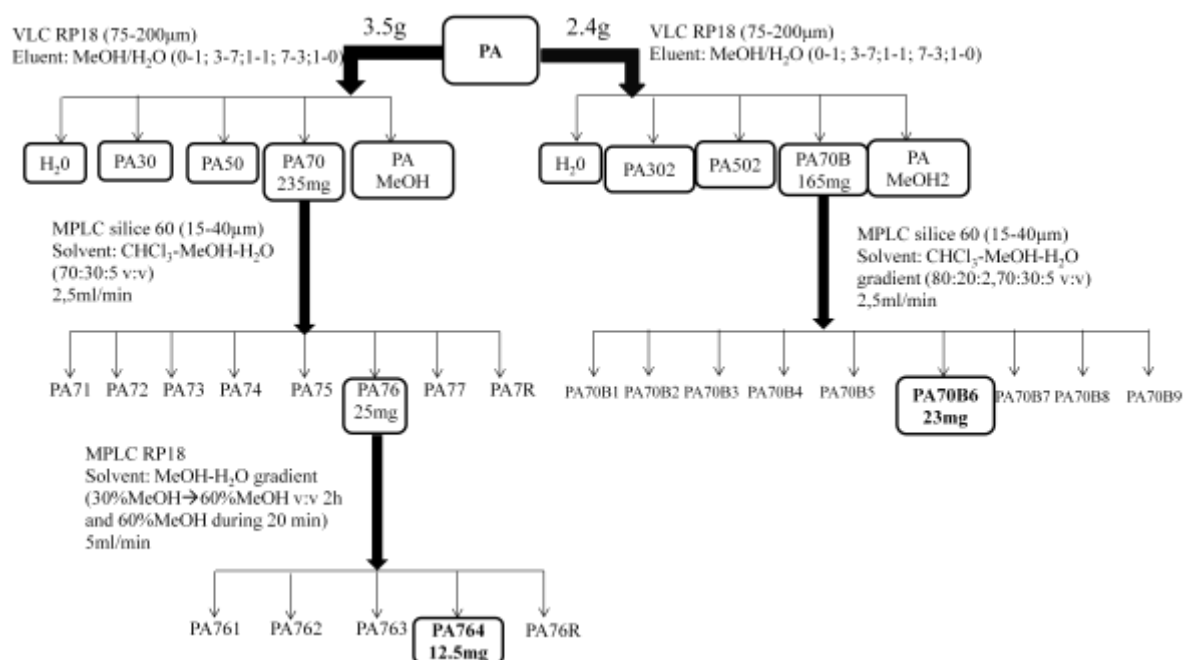 3.5g
PA
2.4g
VLC RP18 (75-200μm)
Eluent: MeOH/H₂O (0-1; 3-7;1-1; 7-3;1-0)
VLC RP18 (75-200μm)
Eluent: MeOH/H₂O (0-1; 3-7;1-1; 7-3;1-0)
H₂0
PA30
PA50
PA70
235mg
PA
MeOH
H₂0
PA302
PA502
PA70B
165mg
PA
MeOH2
MPLC silice 60 (15-40μm)
Solvent: CHCl₃-MeOH-H₂O
(70:30:5 v:v)
2,5ml/min
MPLC silice 60 (15-40μm)
Solvent: CHCl₃-MeOH-H₂O
gradient (80:20:2,70:30:5 v:v)
2,5ml/min
PA71
PA72
PA73
PA74
PA75
PA76
25mg
PA77
PA7R
PA70B1
PA70B2
PA70B3
PA70B4
PA70B5
PA70B6
23mg
PA70B7
PA70B8
PA70B9
MPLC RP18
Solvent: MeOH-H₂O gradient
(30%MeOH→60%MeOH v:v 2h
and 60%MeOH during 20 min)
5ml/min
PA761
PA762
PA763
PA764
12.5mg
PA76R